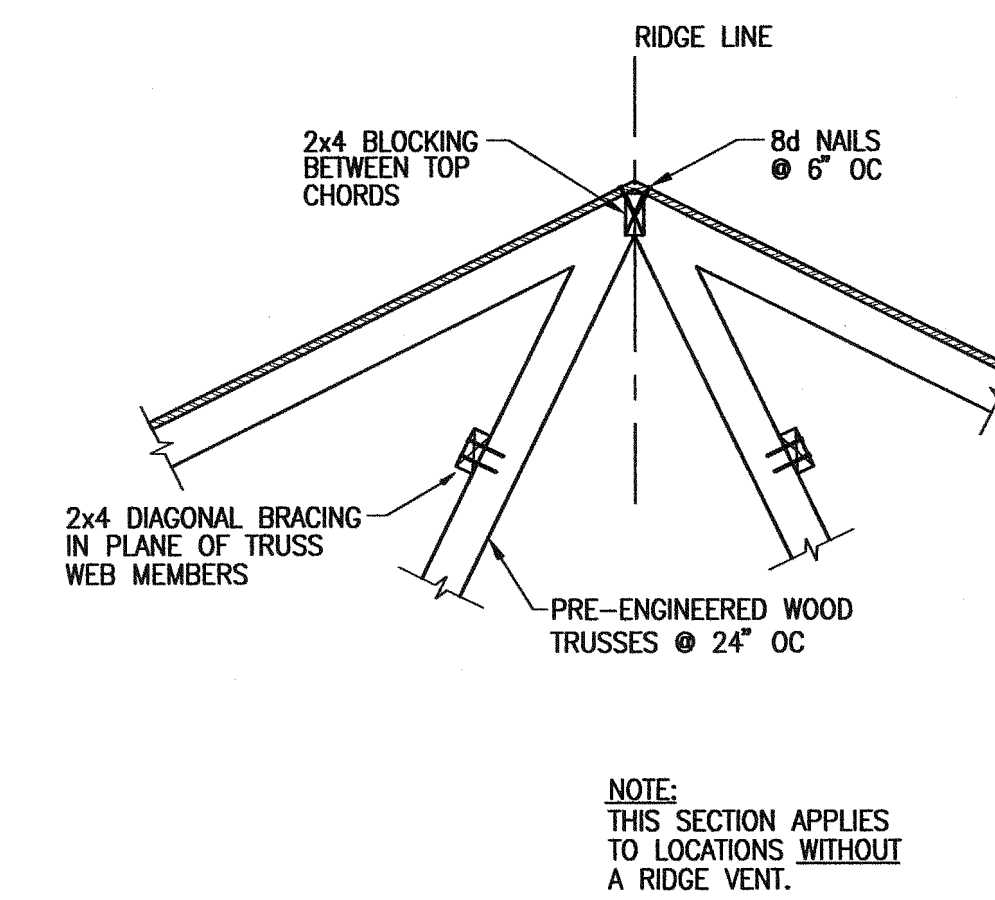 RIDGE LINE
2x4 BLOCKING
BETWEEN TOP
CHORDS
8d NAILS
@ 6" OC
2x4 DIAGONAL BRACING
IN PLANE OF TRUSS
WEB MEMBERS
PRE-ENGINEERED WOOD
TRUSSES @ 24" OC
NOTE:
THIS SECTION APPLIES
TO LOCATIONS WITHOUT
A RIDGE VENT.